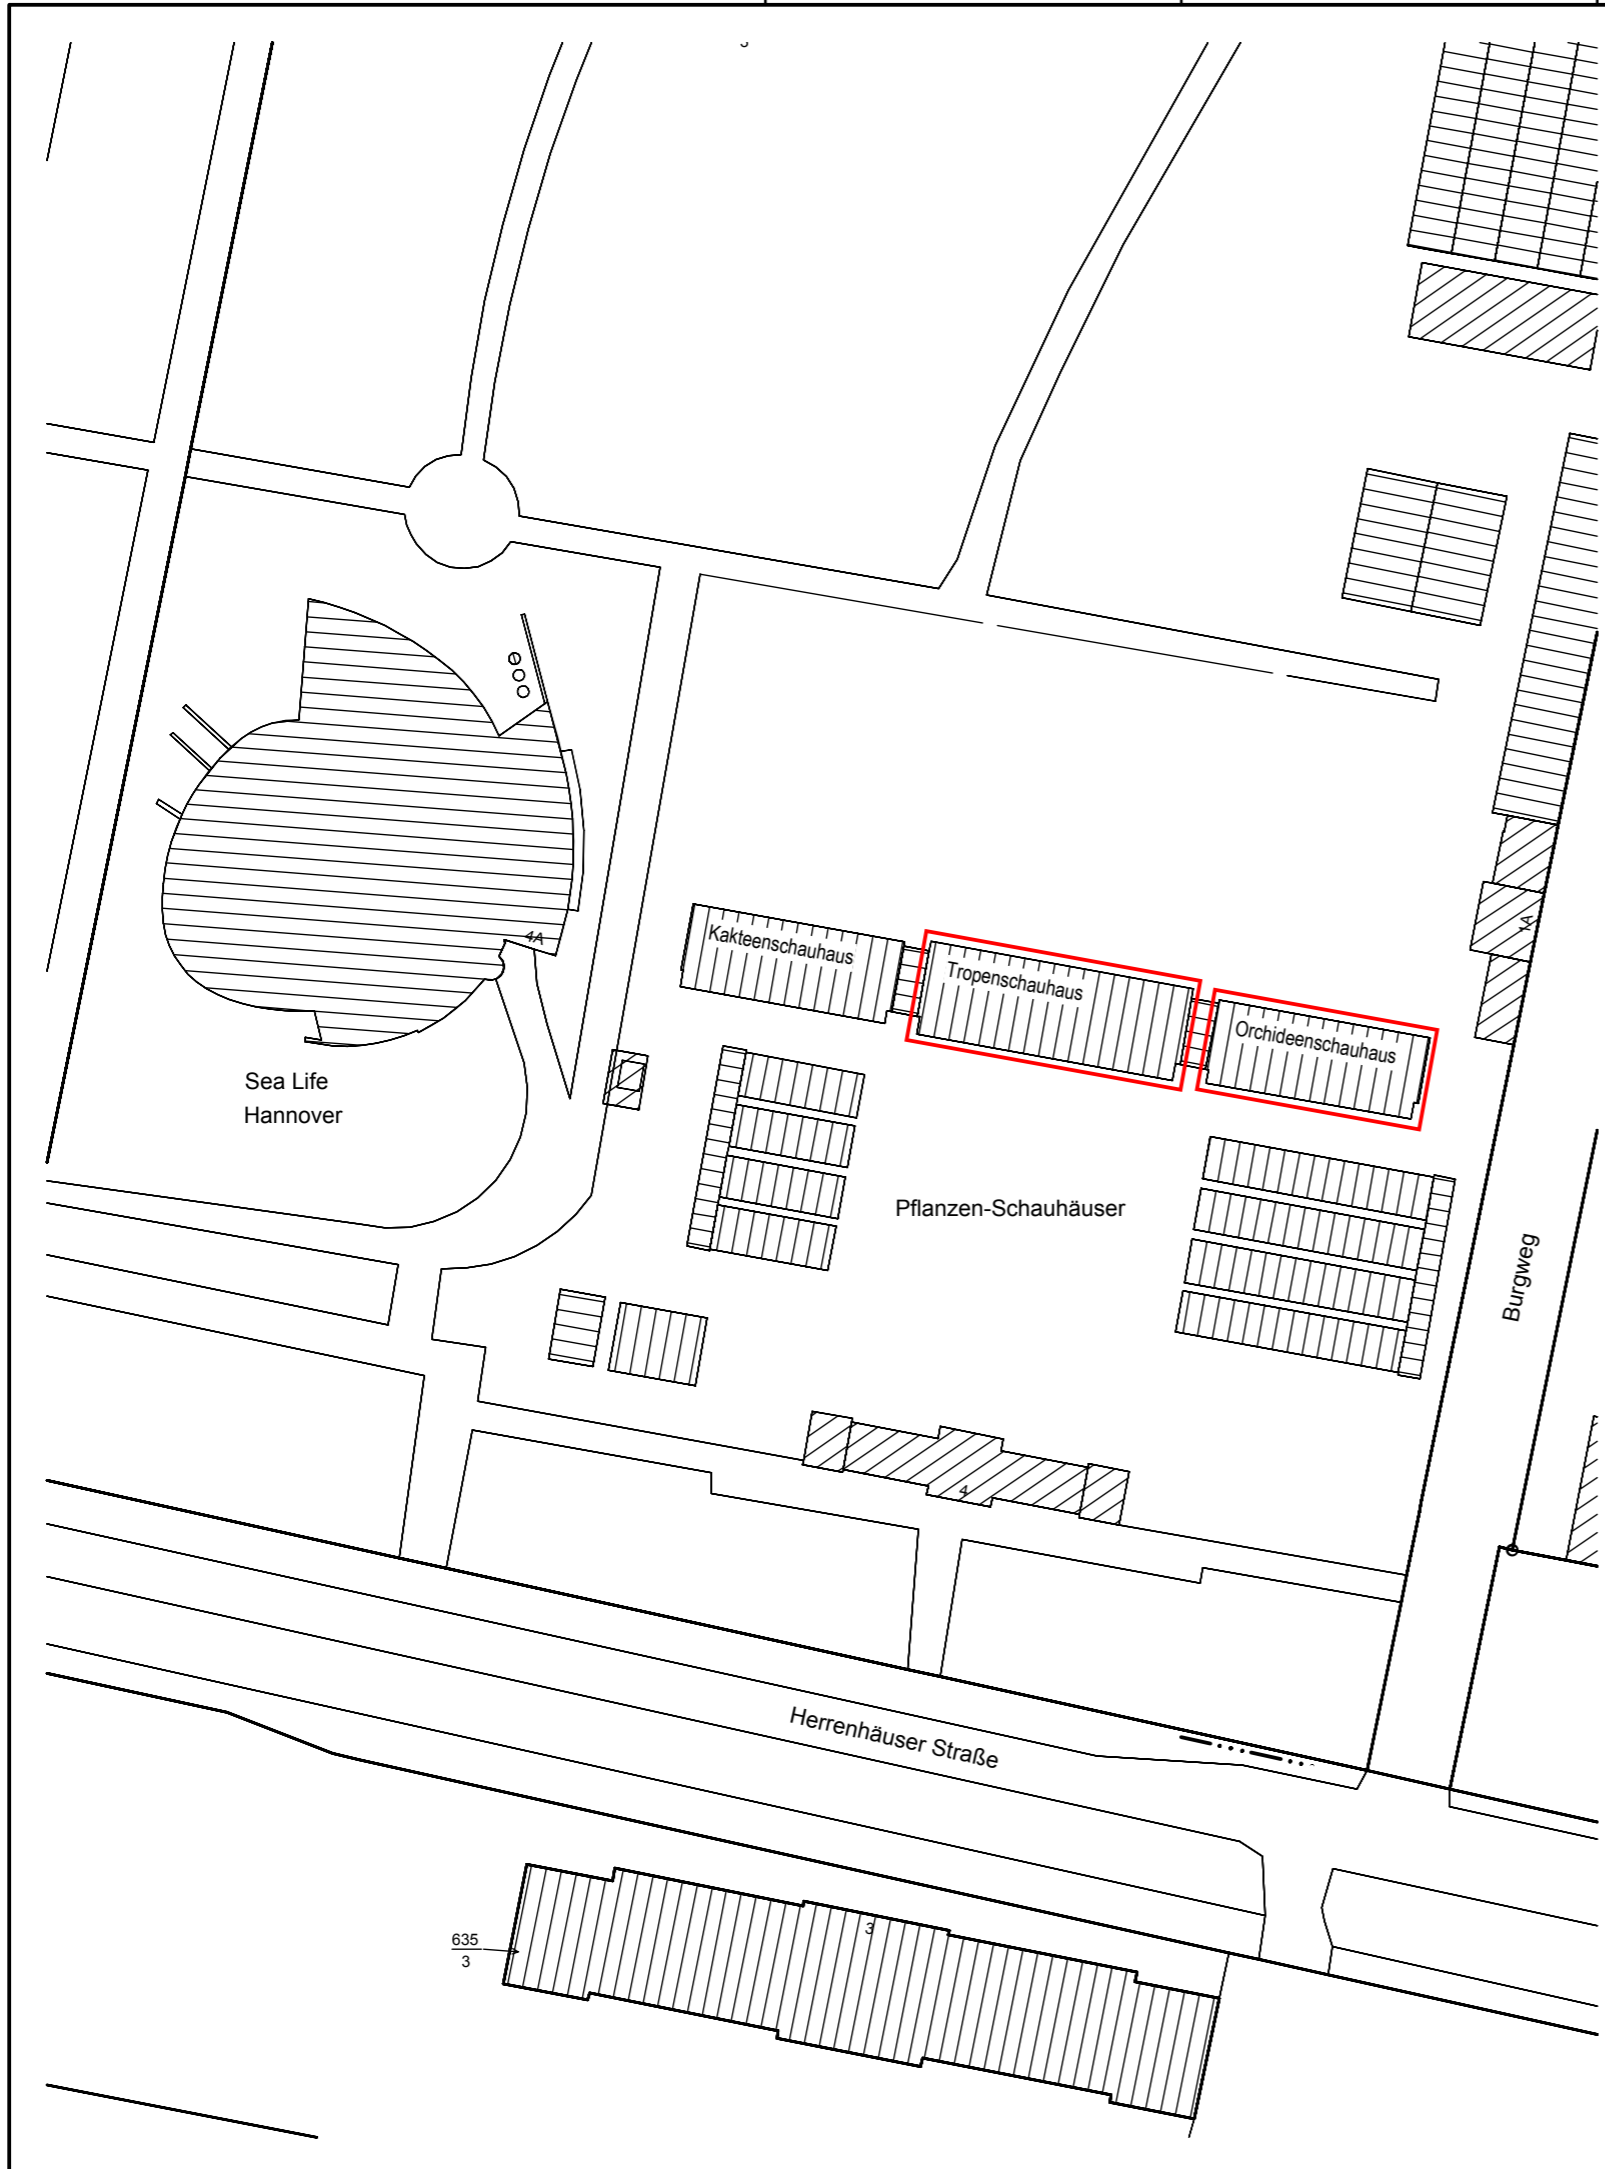 Kakteenschauhaus
4A
1A
Tropenschauhaus
Orchideenschauhaus
Sea Life
Hannover
Pflanzen-Schauhäuser
Burgweg
4
Herrenhäuser Straße
3
635
3